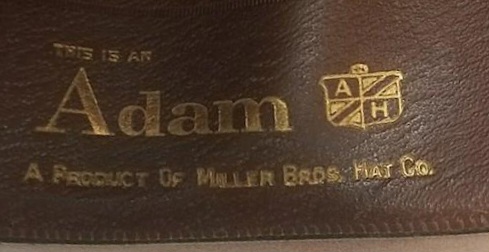 THIS IS AN
Adam
A H
A PRODUCT OF MILLER BROS. HAT CO.